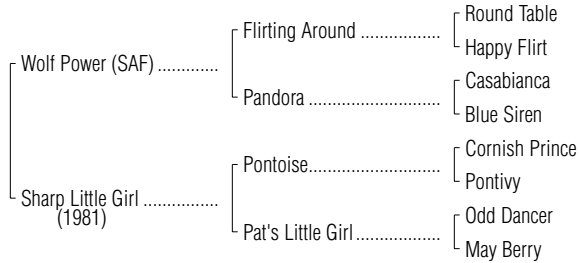 Round Table
Flirting Around ..................
Happy Flirt
Wolf Power (SAF) .............
Casabianca
Pandora ..............................
Blue Siren
Cornish Prince
Pontoise..............................
Pontivy
Sharp Little Girl ................
(1981)
Odd Dancer
Pat's Little Girl ...................
May Berry